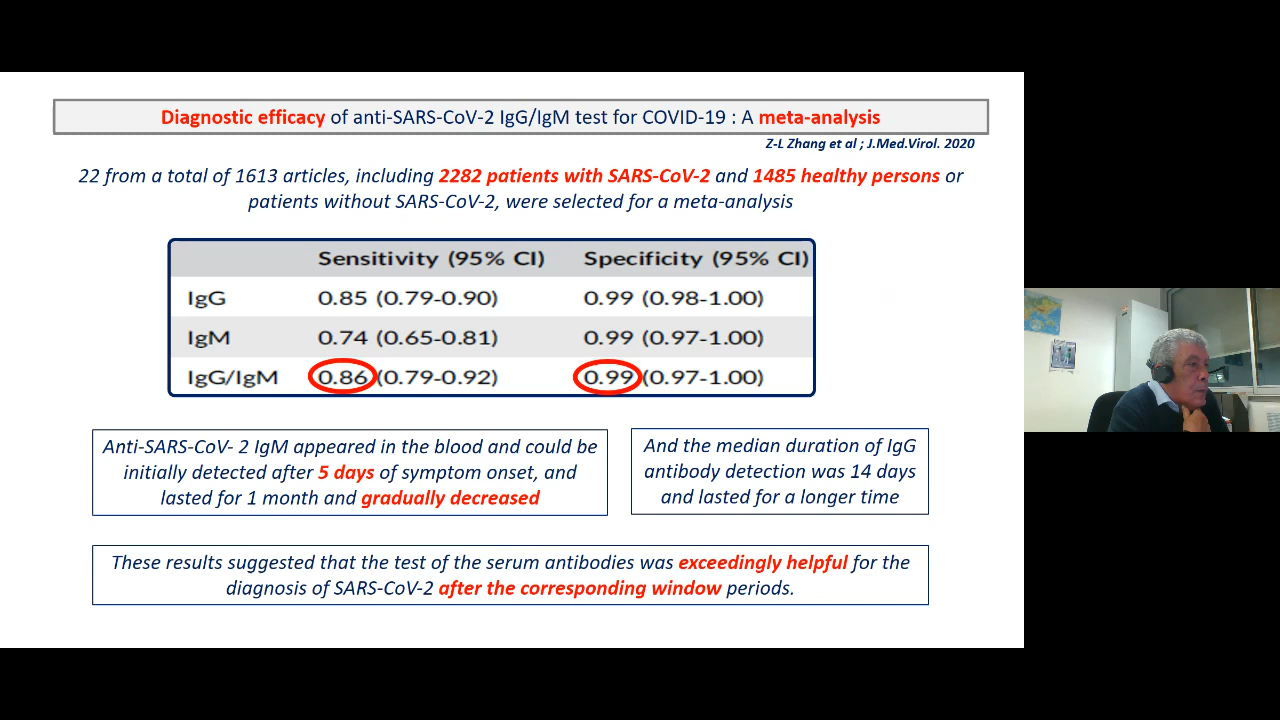 Diagnostic efficacy of anti-SARS-CoV-2 IgG/IgM test for COVID-19 : A meta-analysis
Z-L Zhang et al ; J.Med.Virol. 2020
22 from a total of 1613 articles, including 2282 patients with SARS-CoV-2 and 1485 healthy persons or
patients without SARS-CoV-2, were selected for a meta-analysis
Sensitivity (95% CI) Specificity (95% CI)
IgG 0.85 (0.79-0.90) 0.99 (0.98-1.00)
IgM 0.74 (0.65-0.81) 0.99 (0.97-1.00)
IgG/IgM 0.86 (0.79-0.92) 0.99 (0.97-1.00)
Anti-SARS-CoV- 2 IgM appeared in the blood and could be
initially detected after 5 days of symptom onset, and
lasted for 1 month and gradually decreased
And the median duration of IgG
antibody detection was 14 days
and lasted for a longer time
These results suggested that the test of the serum antibodies was exceedingly helpful for the
diagnosis of SARS-CoV-2 after the corresponding window periods.